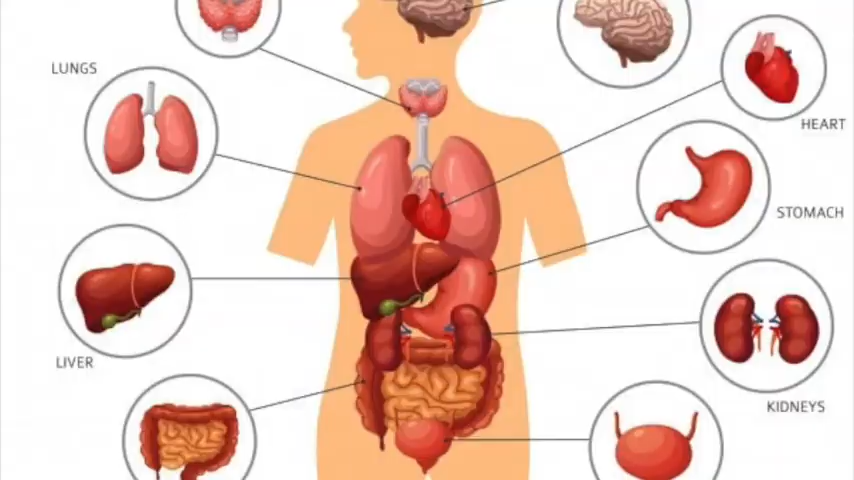 LUNGS
HEART
STOMACH
LIVER
KIDNEYS